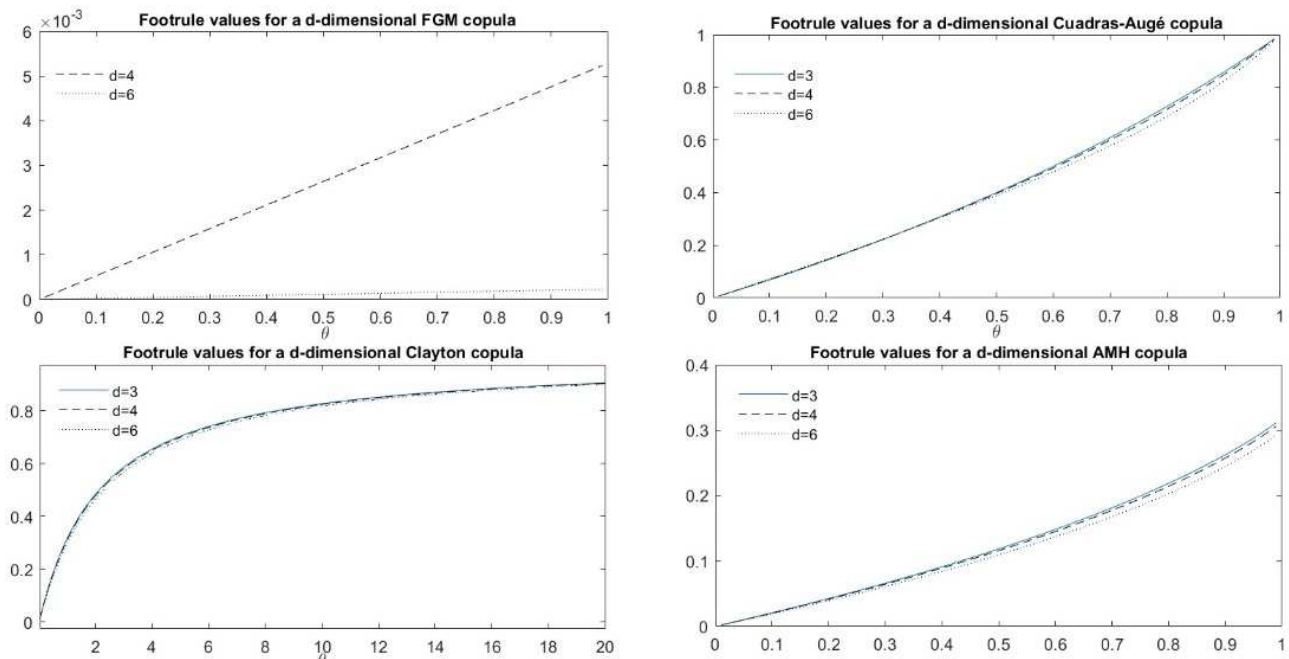 Footrule values for a d-dimensional FGM copula
×10⁻³
6
5
4
3
2
1
0
d=4
d=6
0 0.1 0.2 0.3 0.4 0.5 0.6 0.7 0.8 0.9 1
θ
Footrule values for a d-dimensional Cuadras-Augé copula
1
0.8
0.6
0.4
0.2
0
d=3
d=4
d=6
0 0.1 0.2 0.3 0.4 0.5 0.6 0.7 0.8 0.9 1
θ
Footrule values for a d-dimensional Clayton copula
0.8
0.6
0.4
0.2
0
d=3
d=4
d=6
2 4 6 8 10 12 14 16 18 20
Footrule values for a d-dimensional AMH copula
0.4
0.3
0.2
0.1
0
d=3
d=4
d=6
0 0.1 0.2 0.3 0.4 0.5 0.6 0.7 0.8 0.9 1